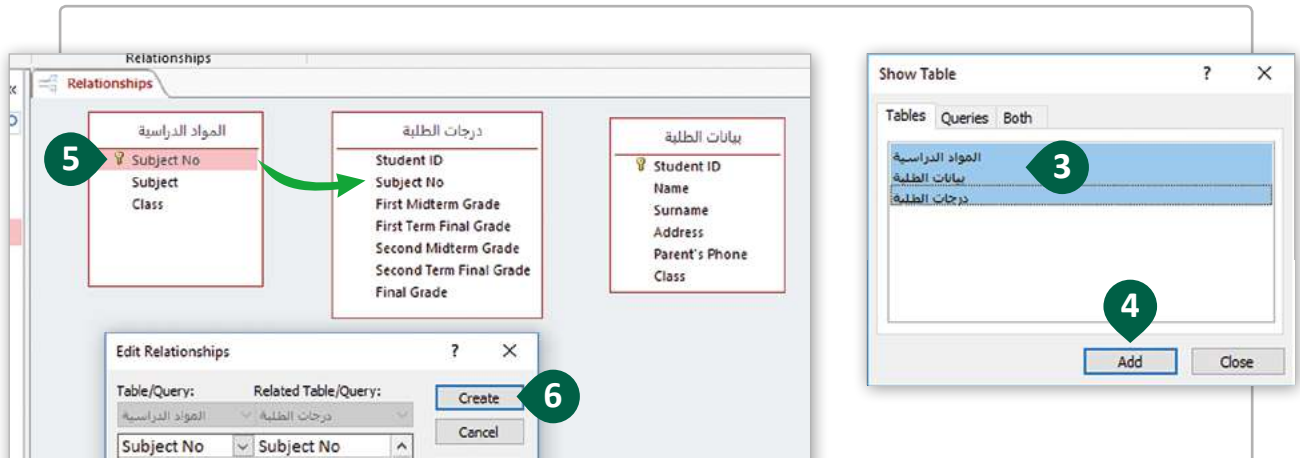 Relationships
Relationships
المواد الدراسية
Subject No
Subject
Class
5
درجات الطلبة
Student ID
Subject No
First Midterm Grade
First Term Final Grade
Second Midterm Grade
Second Term Final Grade
Final Grade
بيانات الطلبة
Student ID
Name
Surname
Address
Parent's Phone
Class
Edit Relationships ? ×
Table/Query: Related Table/Query:
المواد الدراسية درجات الطلبة
Subject No Subject No
Create
6
Cancel
Show Table ? ×
Tables Queries Both
المواد الدراسية
بيانات الطلبة
درجات الطلبة
3
4
Add Close